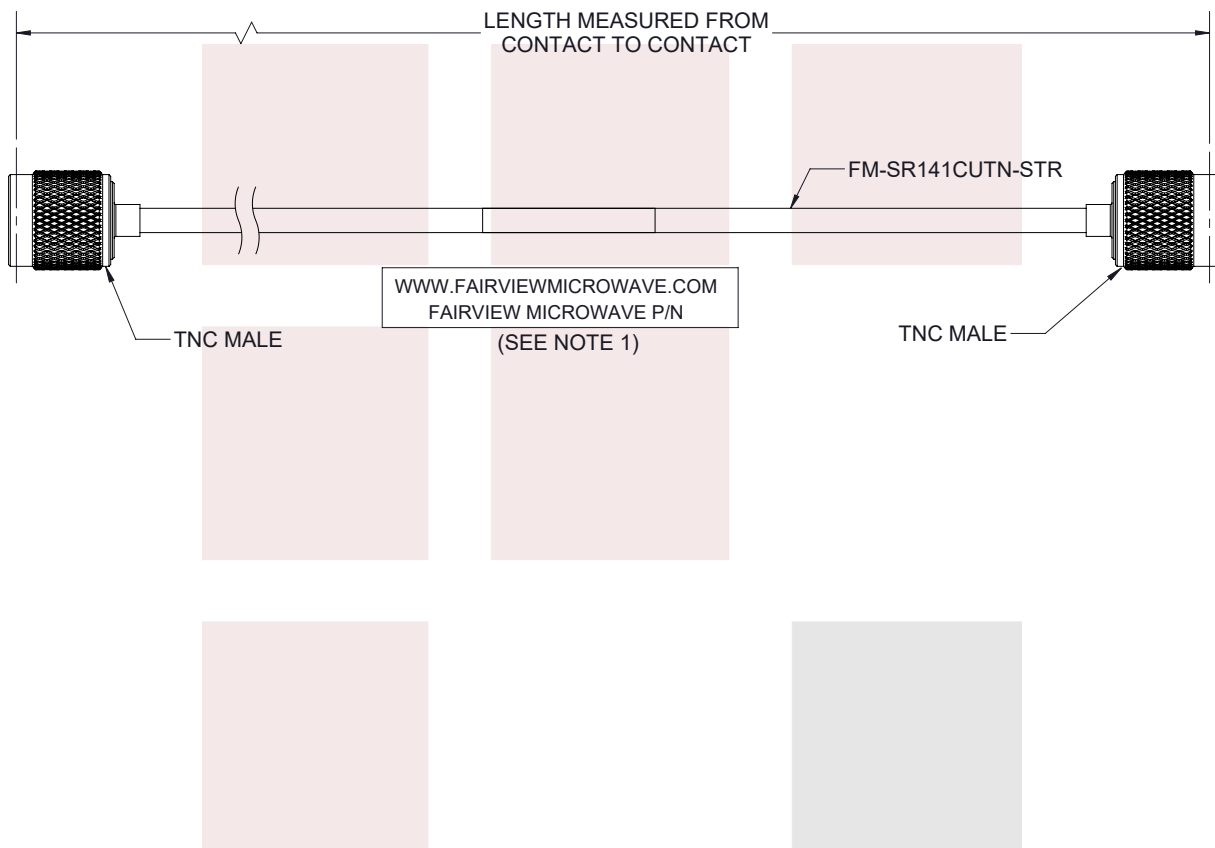 LENGTH MEASURED FROM
CONTACT TO CONTACT
FM-SR141CUTN-STR
WWW.FAIRVIEWMICROWAVE.COM
FAIRVIEW MICROWAVE P/N
(SEE NOTE 1)
TNC MALE
TNC MALE